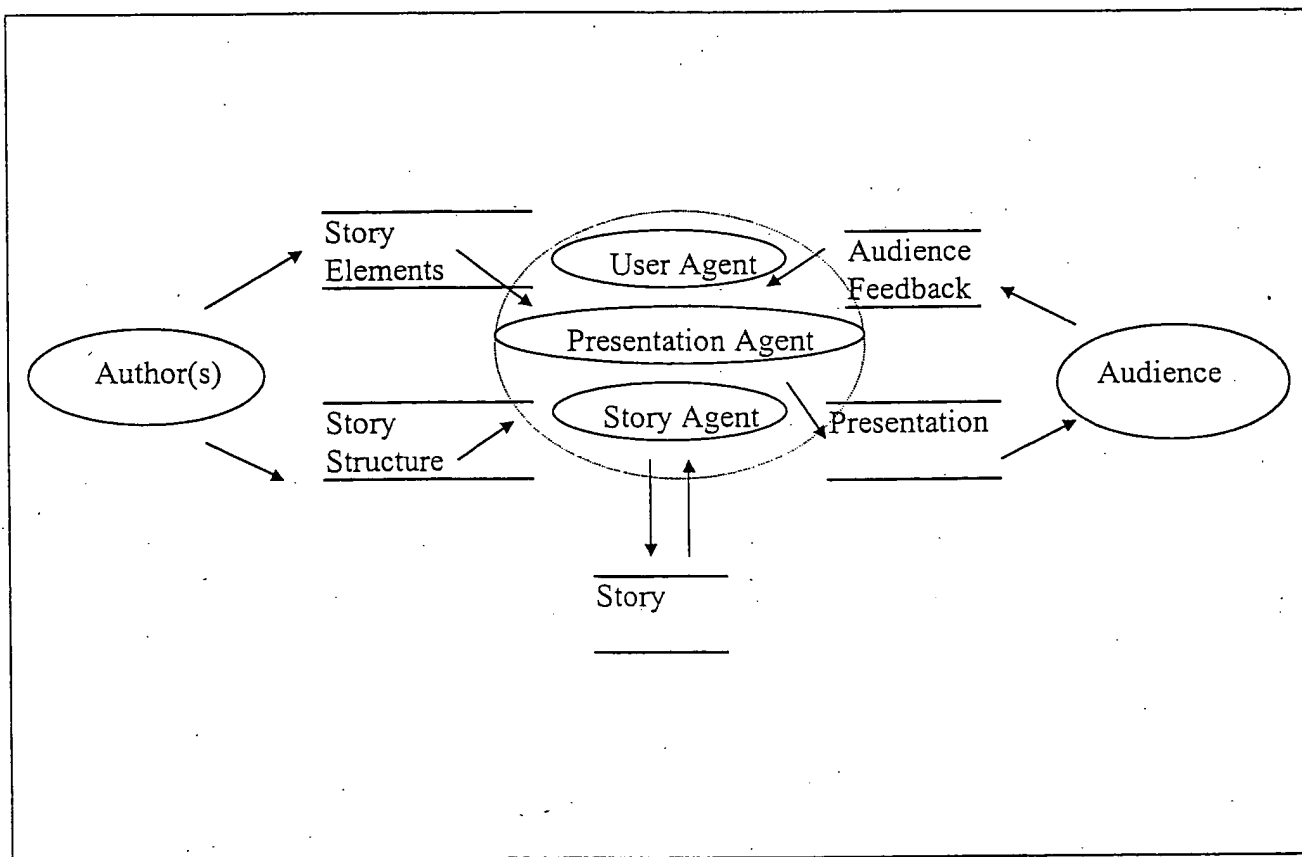 Story
Elements
User Agent
Audience
Feedback
Presentation Agent
Author(s)
Audience
Story
Structure
Story Agent
Presentation
Story